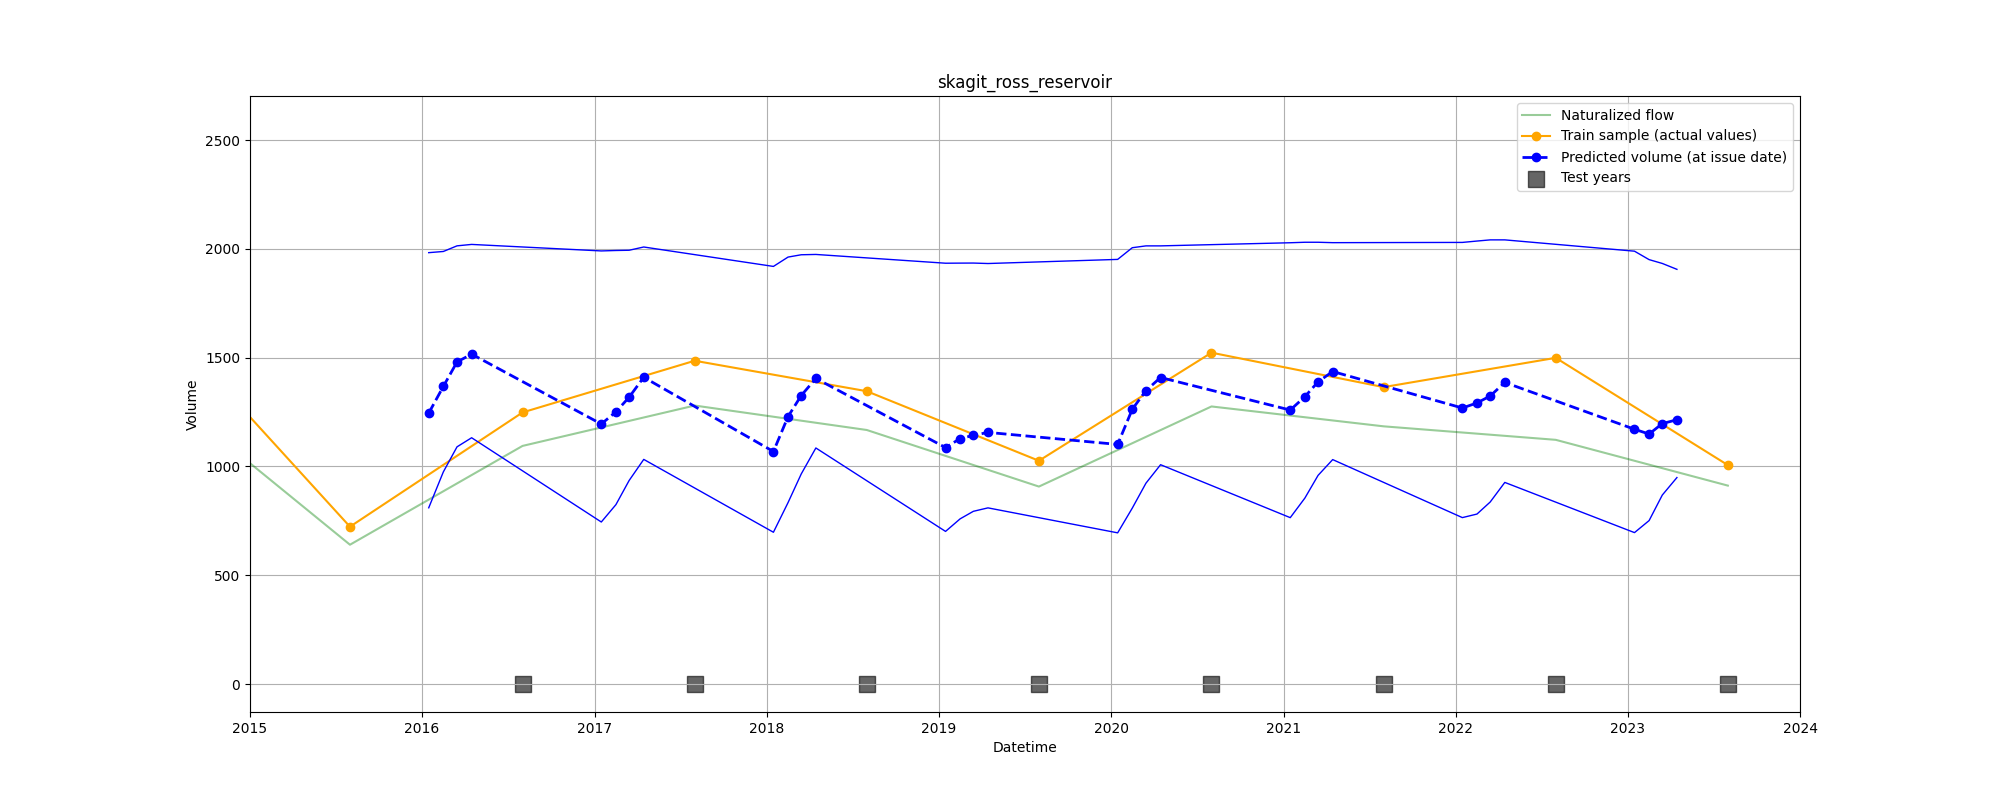 skagit_ross_reservoir
Naturalized flow
Train sample (actual values)
Predicted volume (at issue date)
Test years
2500
2000
1500
1000
500
0
Volume
2015 2016 2017 2018 2019 2020 2021 2022 2023 2024
Datetime